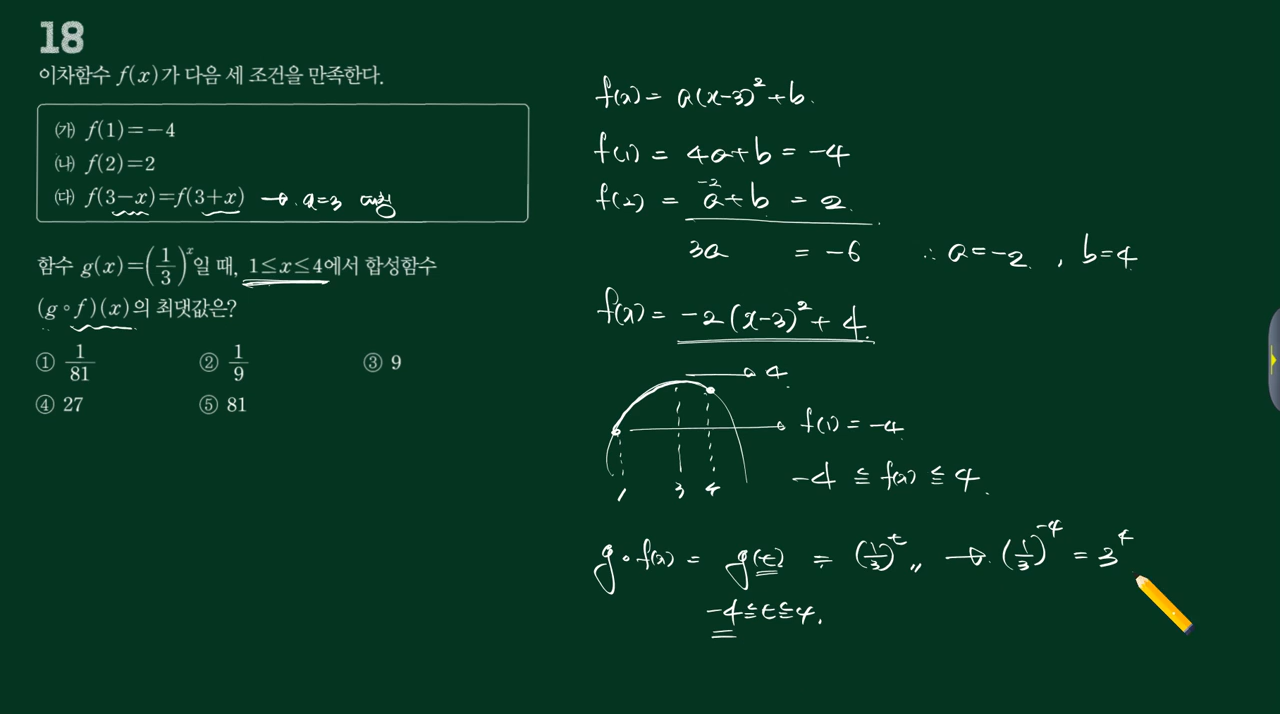 18
이차함수 f(x)가 다음 세 조건을 만족한다.
㈎ f(1)=-4
㈏ f(2)=2
㈐ f(3-x)=f(3+x) → x=3 대칭
함수 g(x)=(1/3)^x일 때, 1≤x≤4에서 합성함수
(g∘f)(x)의 최댓값은?
① 1/81 ② 1/9 ③ 9
④ 27 ⑤ 81
f(x) = a(x-3)²+b.
f(1) = 4a+b = -4
-2
f(2) = a+b = 2
3a = -6 ∴ a=-2, b=4
f(x) = -2(x-3)²+4.
4.
f(1) = -4
1 3 4
-4 ≦ f(x) ≦ 4.
g∘f(x) = g(t) = (1/3)^t,, → (1/3)^-4 = 3^4
-4≦t≦4.